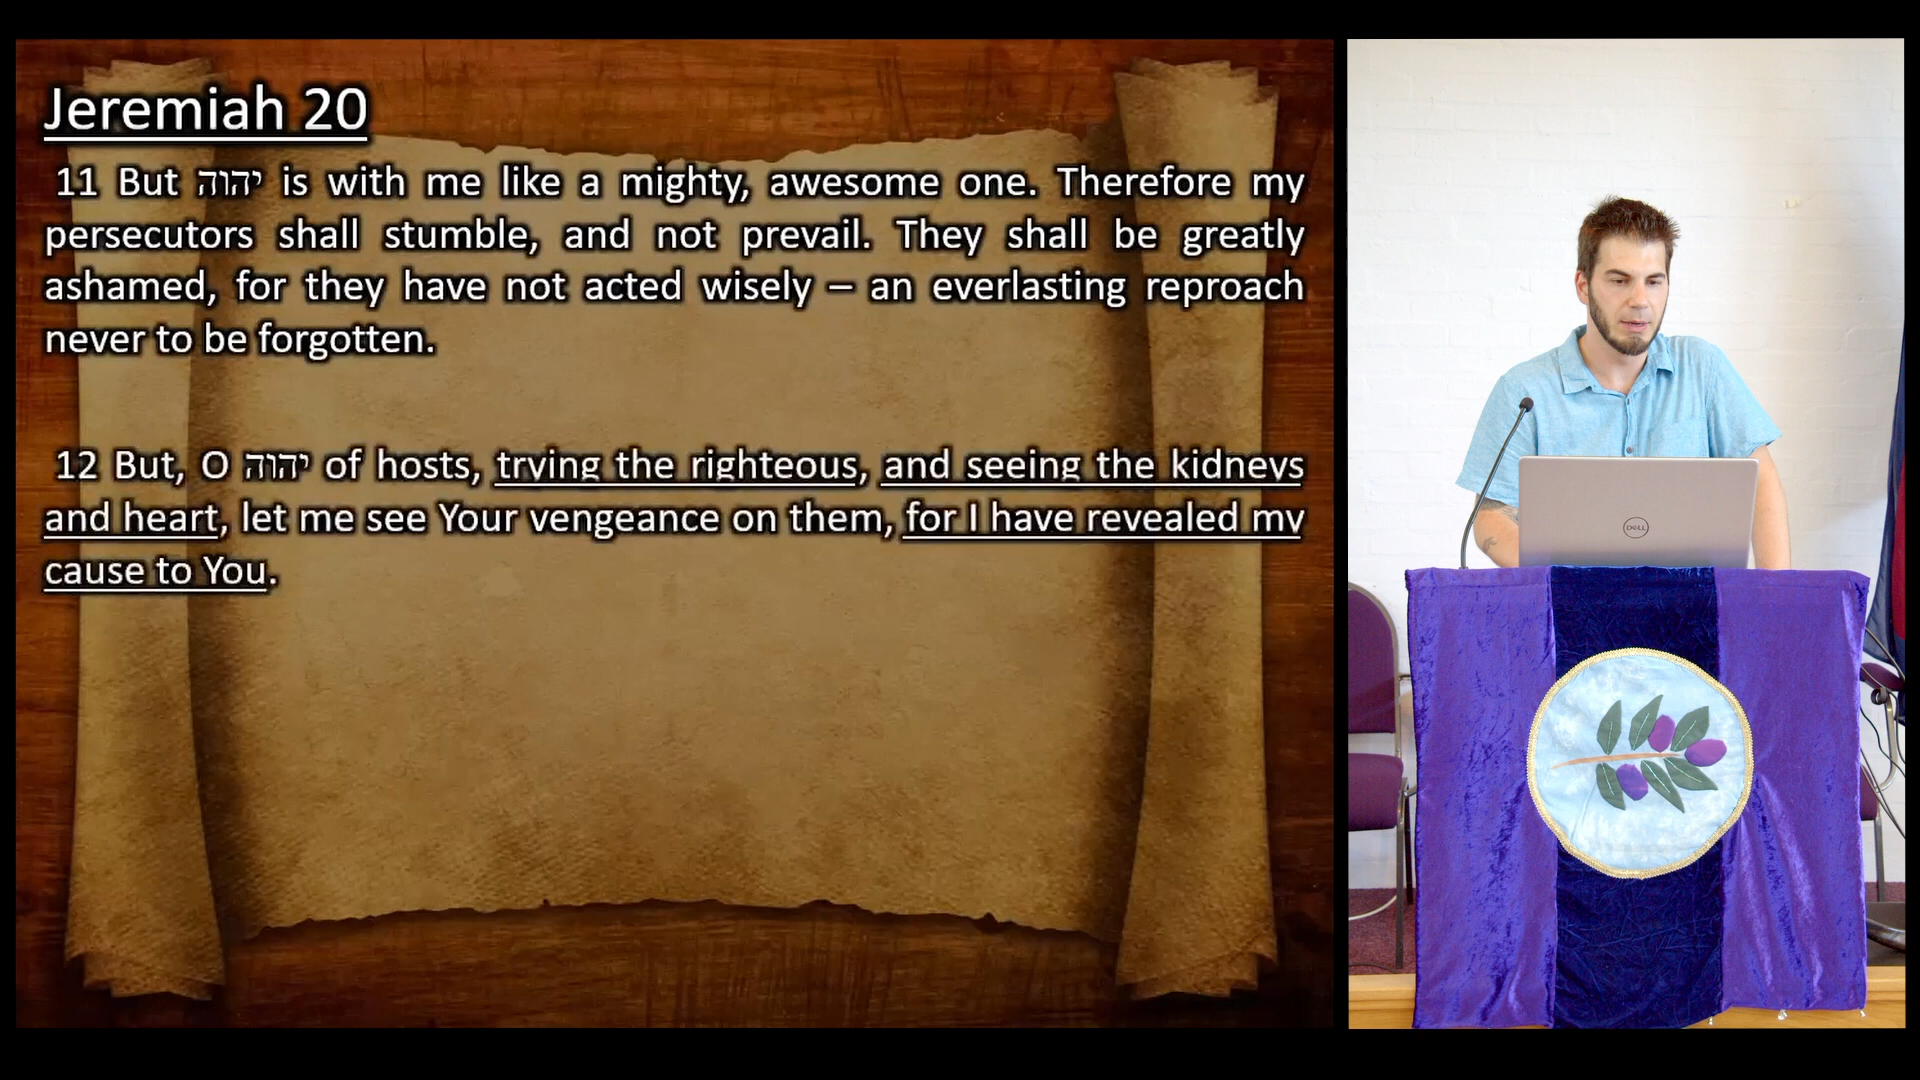 Jeremiah 20
11 But יהוה is with me like a mighty, awesome one. Therefore my
persecutors shall stumble, and not prevail. They shall be greatly
ashamed, for they have not acted wisely – an everlasting reproach
never to be forgotten.
12 But, O יהוה of hosts, trying the righteous, and seeing the kidneys
and heart, let me see Your vengeance on them, for I have revealed my
cause to You.
DELL